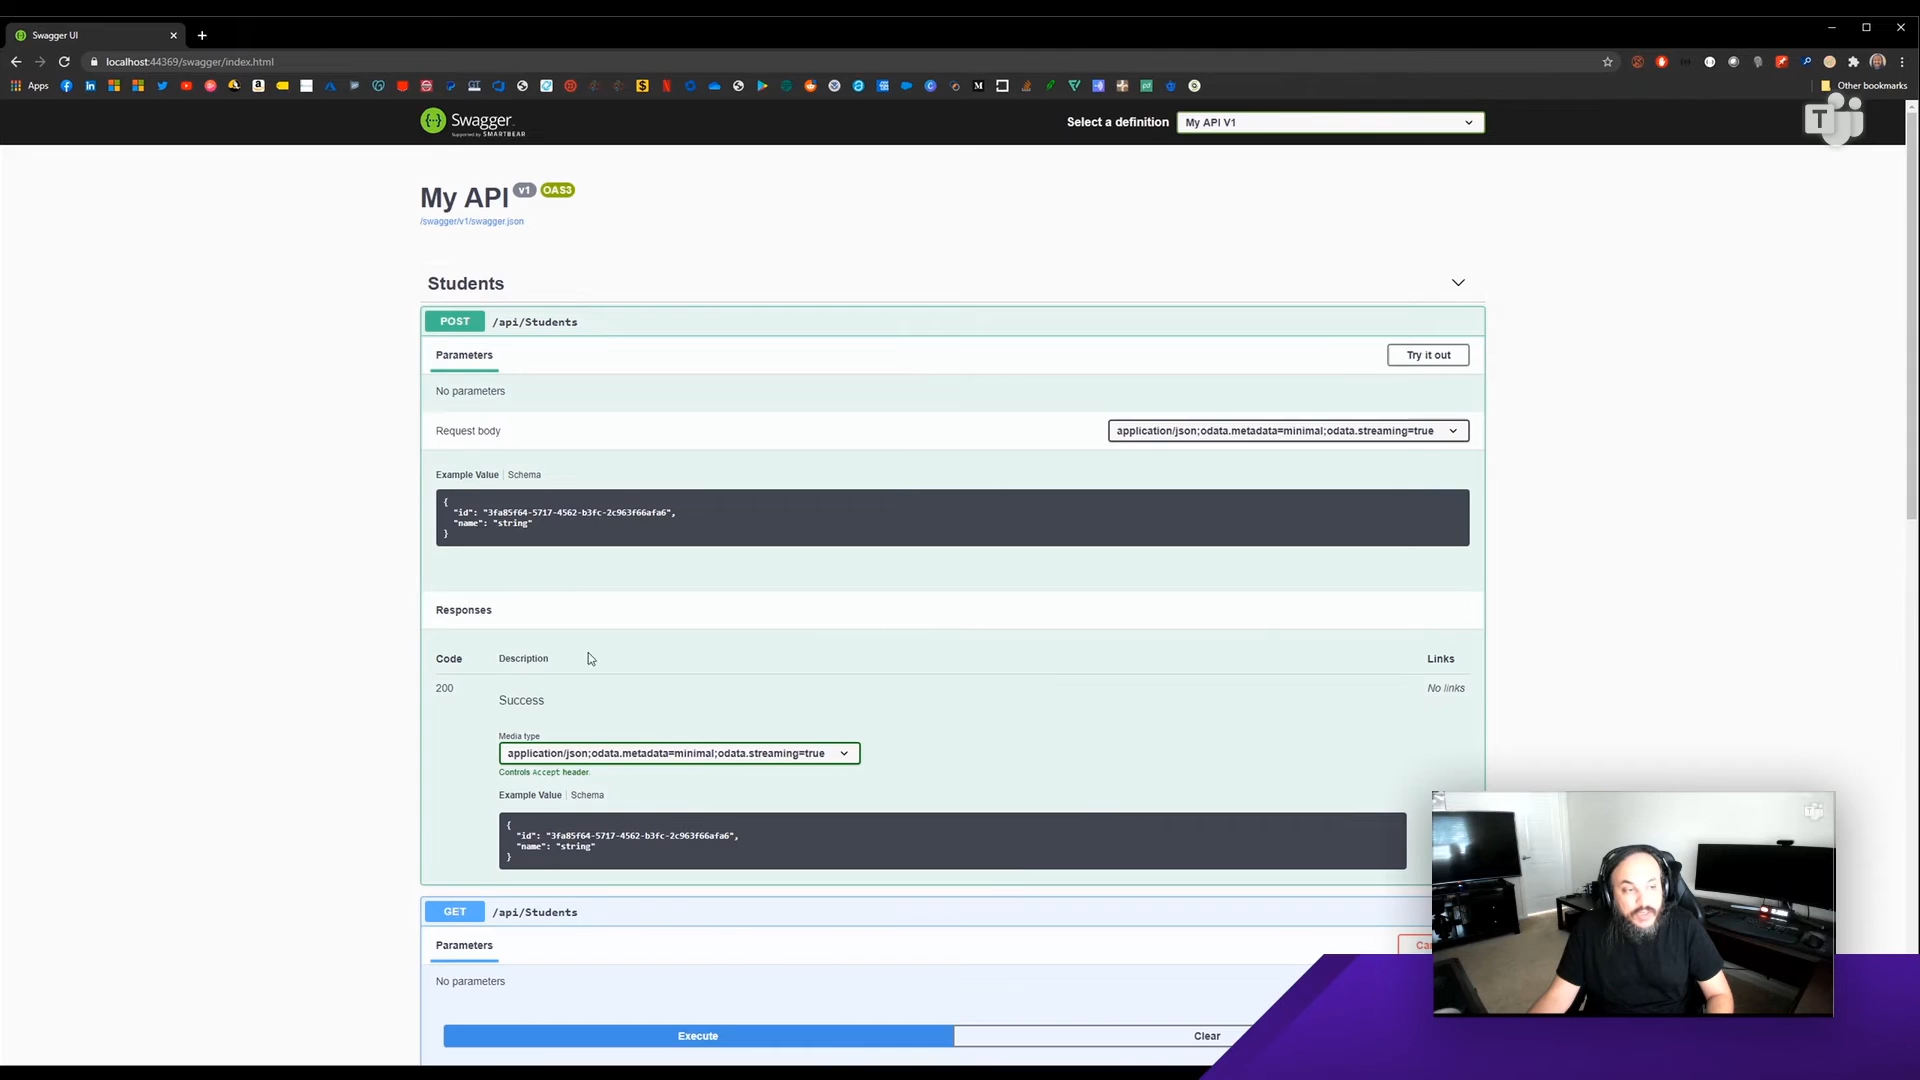 Swagger UI
localhost:44369/swagger/index.html
Apps
Other bookmarks
Swagger
Supported by SMARTBEAR
Select a definition
My API V1
T
My API v1 OAS3
/swagger/v1/swagger.json
Students
POST /api/Students
Parameters
Try it out
No parameters
Request body
application/json;odata.metadata=minimal;odata.streaming=true
Example Value | Schema
{
"id": "3fa85f64-5717-4562-b3fc-2c963f66afa6",
"name": "string"
}
Responses
Code Description Links
200
Success
No links
Media type
application/json;odata.metadata=minimal;odata.streaming=true
Controls Accept header.
Example Value | Schema
{
"id": "3fa85f64-5717-4562-b3fc-2c963f66afa6",
"name": "string"
}
GET /api/Students
Parameters
No parameters
Execute
Clear